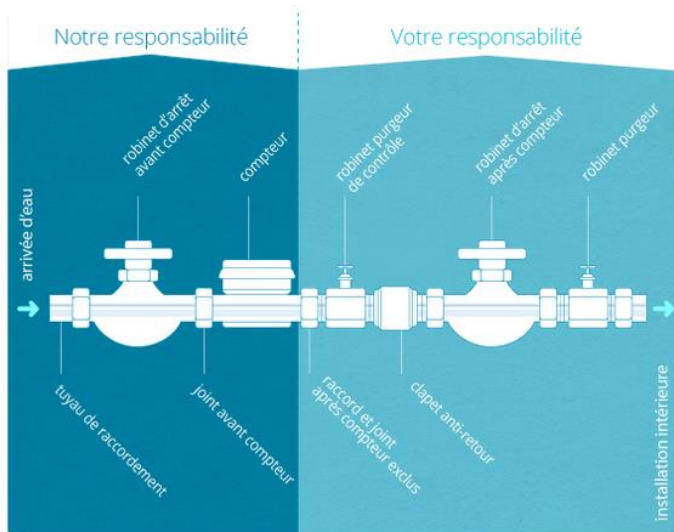 Notre responsabilité
Votre responsabilité
robinet d'arrêt
avant compteur
compteur
robinet purgeur
de contrôle
robinet d'arrêt
après compteur
robinet purgeur
arrivée d'eau
tuyau de raccordement
joint avant compteur
raccord et joint
après compteur exclus
clapet anti-retour
installation intérieure